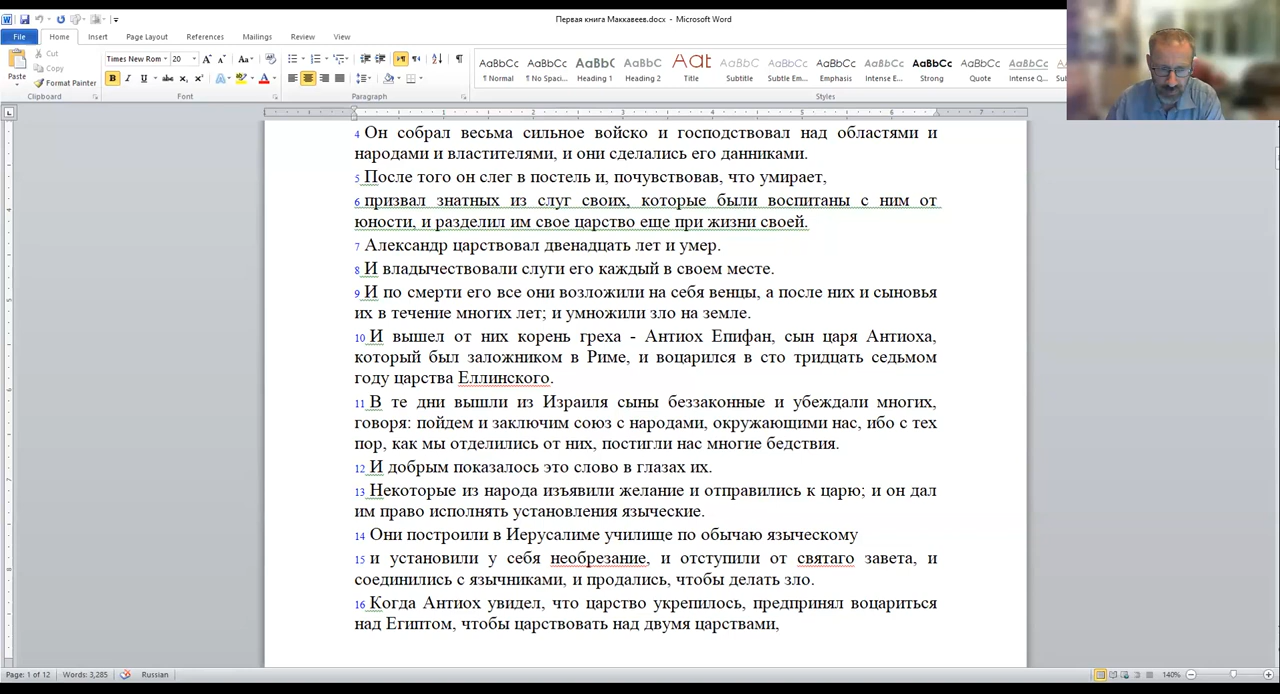 Первая книга Маккавеев.docx - Microsoft Word
File Home Insert Page Layout References Mailings Review View
Cut
Copy
Format Painter
Paste
Clipboard
Times New Rom 20
Font
Paragraph
AaBbCc AaBbCc AaBbC AaBbCc AaBb AaBbCc AaBbCc AaBbCc AaBbCc AaBbCc AaBbCc AaBbCc
¶ Normal ¶ No Spaci... Heading 1 Heading 2 Title Subtitle Subtle Em... Emphasis Intense E... Strong Quote Intense Q...
Styles
4 Он собрал весьма сильное войско и господствовал над областями и
народами и властителями, и они сделались его данниками.
5 После того он слег в постель и, почувствовав, что умирает,
6 призвал знатных из слуг своих, которые были воспитаны с ним от
юности, и разделил им свое царство еще при жизни своей.
7 Александр царствовал двенадцать лет и умер.
8 И владычествовали слуги его каждый в своем месте.
9 И по смерти его все они возложили на себя венцы, а после них и сыновья
их в течение многих лет; и умножили зло на земле.
10 И вышел от них корень греха - Антиох Епифан, сын царя Антиоха,
который был заложником в Риме, и воцарился в сто тридцать седьмом
году царства Еллинского.
11 В те дни вышли из Израиля сыны беззаконные и убеждали многих,
говоря: пойдем и заключим союз с народами, окружающими нас, ибо с тех
пор, как мы отделились от них, постигли нас многие бедствия.
12 И добрым показалось это слово в глазах их.
13 Некоторые из народа изъявили желание и отправились к царю; и он дал
им право исполнять установления языческие.
14 Они построили в Иерусалиме училище по обычаю языческому
15 и установили у себя необрезание, и отступили от святаго завета, и
соединились с язычниками, и продались, чтобы делать зло.
16 Когда Антиох увидел, что царство укрепилось, предпринял воцариться
над Египтом, чтобы царствовать над двумя царствами,
Page: 1 of 12 Words: 3,285 Russian 140%